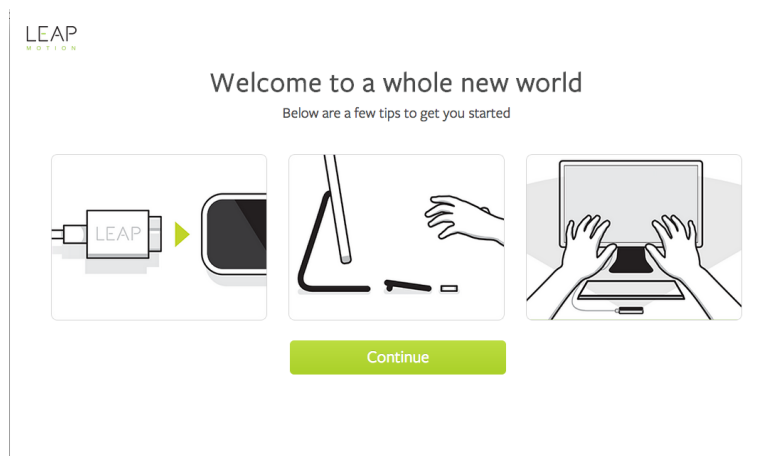 LEAP
MOTION
Welcome to a whole new world
Below are a few tips to get you started
LEAP
Continue